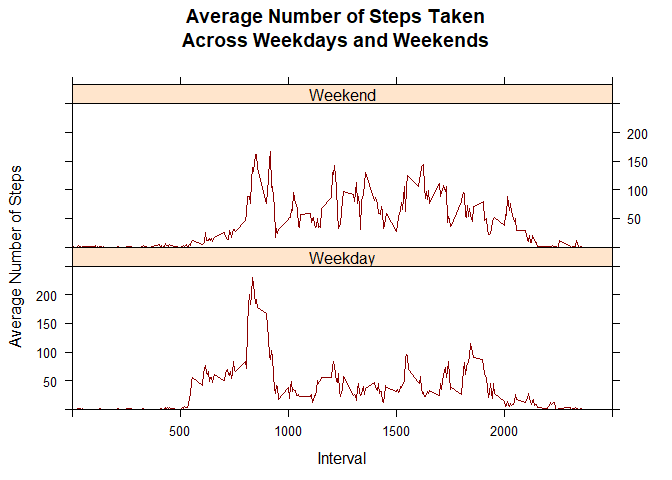 Average Number of Steps Taken
Across Weekdays and Weekends
Weekend
200
150
100
50
Weekday
200
150
100
50
Average Number of Steps
500
1000
1500
2000
Interval